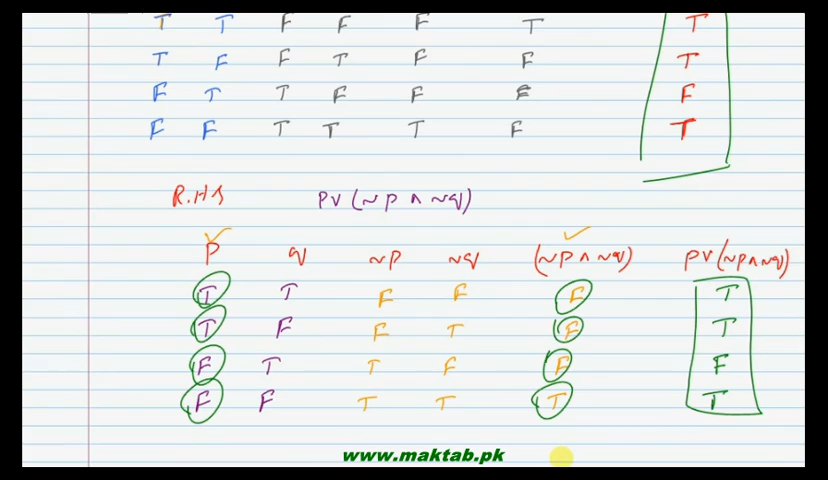 T T F F F T T
T F F T F F T
F T T F F F F
F F T T T F T
R.H.S p∨(~p∧~q)
p q ~p ~q (~p∧~q) p∨(~p∧~q)
T T F F F T
T F F T F T
F T T F F F
F F T T T T
www.maktab.pk